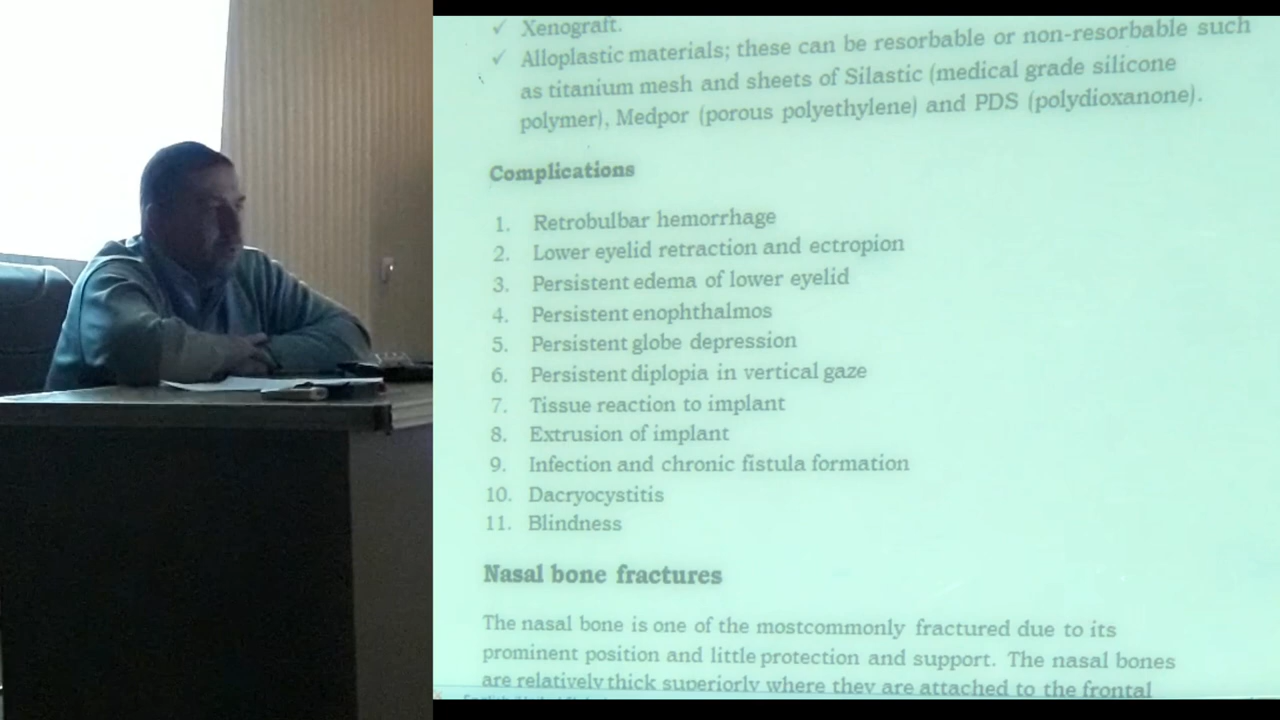 ✓ Xenograft.
✓ Alloplastic materials; these can be resorbable or non-resorbable such
as titanium mesh and sheets of Silastic (medical grade silicone
polymer), Medpor (porous polyethylene) and PDS (polydioxanone).
Complications
1. Retrobulbar hemorrhage
2. Lower eyelid retraction and ectropion
3. Persistent edema of lower eyelid
4. Persistent enophthalmos
5. Persistent globe depression
6. Persistent diplopia in vertical gaze
7. Tissue reaction to implant
8. Extrusion of implant
9. Infection and chronic fistula formation
10. Dacryocystitis
11. Blindness
Nasal bone fractures
The nasal bone is one of the mostcommonly fractured due to its
prominent position and little protection and support. The nasal bones
are relatively thick superiorly where they are attached to the frontal